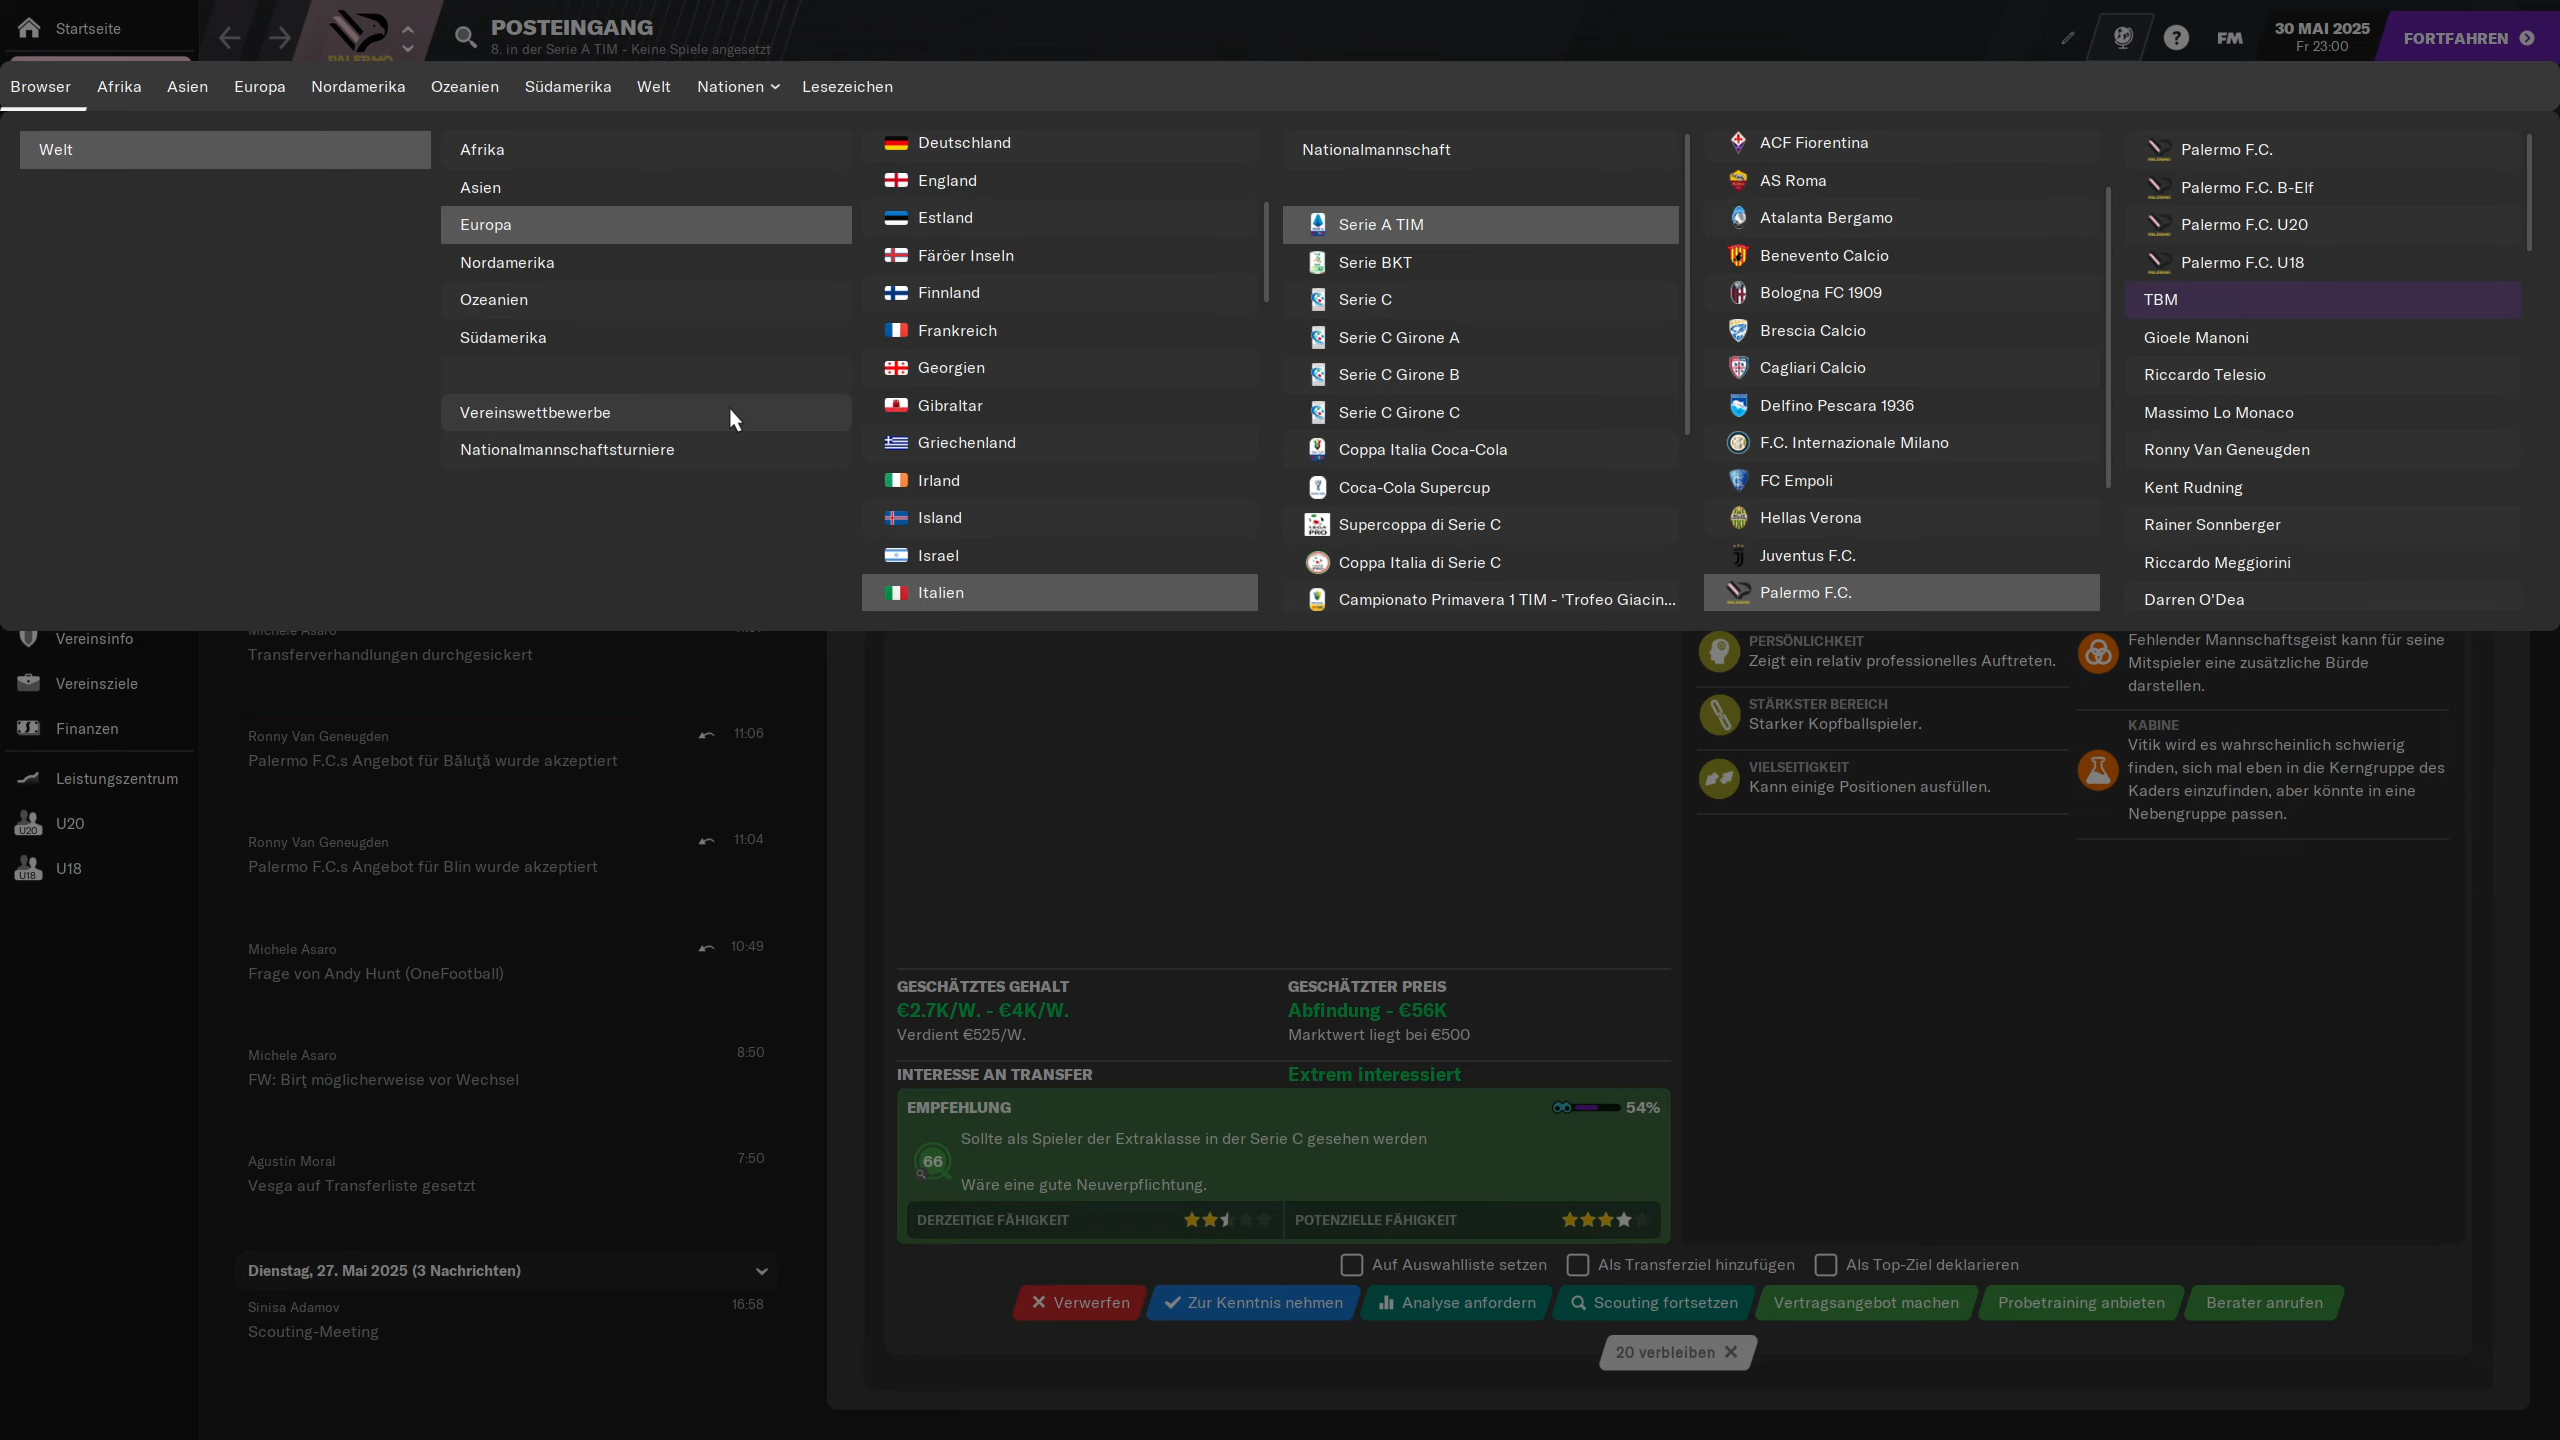 Startseite
PALERMO
POSTEINGANG
8. in der Serie A TIM - Keine Spiele angesetzt
FM
30 MAI 2025
Fr 23:00
FORTFAHREN
Browser
Afrika
Asien
Europa
Nordamerika
Ozeanien
Südamerika
Welt
Nationen
Lesezeichen
Welt
Afrika
Asien
Europa
Nordamerika
Ozeanien
Südamerika
Vereinswettbewerbe
Nationalmannschaftsturniere
Deutschland
England
Estland
Färöer Inseln
Finnland
Frankreich
Georgien
Gibraltar
Griechenland
Irland
Island
Israel
Italien
Nationalmannschaft
Serie A TIM
Serie BKT
Serie C
Serie C Girone A
Serie C Girone B
Serie C Girone C
Coppa Italia Coca-Cola
Coca-Cola Supercup
Supercoppa di Serie C
Coppa Italia di Serie C
Campionato Primavera 1 TIM - 'Trofeo Giacin...
ACF Fiorentina
AS Roma
Atalanta Bergamo
Benevento Calcio
Bologna FC 1909
Brescia Calcio
Cagliari Calcio
Delfino Pescara 1936
F.C. Internazionale Milano
FC Empoli
Hellas Verona
Juventus F.C.
Palermo F.C.
Palermo F.C.
Palermo F.C. B-Elf
Palermo F.C. U20
Palermo F.C. U18
TBM
Gioele Manoni
Riccardo Telesio
Massimo Lo Monaco
Ronny Van Geneugden
Kent Rudning
Rainer Sonnberger
Riccardo Meggiorini
Darren O'Dea
Vereinsinfo
Vereinsziele
Finanzen
Leistungszentrum
U20
U18
Michele Asaro
Transferverhandlungen durchgesickert
Ronny Van Geneugden
11:06
Palermo F.C.s Angebot für Băluță wurde akzeptiert
Ronny Van Geneugden
11:04
Palermo F.C.s Angebot für Blin wurde akzeptiert
Michele Asaro
10:49
Frage von Andy Hunt (OneFootball)
Michele Asaro
8:50
FW: Birț möglicherweise vor Wechsel
Agustín Moral
7:50
Vesga auf Transferliste gesetzt
Dienstag, 27. Mai 2025 (3 Nachrichten)
Sinisa Adamov
16:58
Scouting-Meeting
GESCHÄTZTES GEHALT
€2.7K/W. - €4K/W.
Verdient €525/W.
GESCHÄTZTER PREIS
Abfindung - €56K
Marktwert liegt bei €500
INTERESSE AN TRANSFER
Extrem interessiert
EMPFEHLUNG
54%
66
Sollte als Spieler der Extraklasse in der Serie C gesehen werden
Wäre eine gute Neuverpflichtung.
DERZEITIGE FÄHIGKEIT
POTENZIELLE FÄHIGKEIT
PERSÖNLICHKEIT
Zeigt ein relativ professionelles Auftreten.
STÄRKSTER BEREICH
Starker Kopfballspieler.
VIELSEITIGKEIT
Kann einige Positionen ausfüllen.
Fehlender Mannschaftsgeist kann für seine
Mitspieler eine zusätzliche Bürde
darstellen.
KABINE
Vitik wird es wahrscheinlich schwierig
finden, sich mal eben in die Kerngruppe des
Kaders einzufinden, aber könnte in eine
Nebengruppe passen.
Auf Auswahlliste setzen
Als Transferziel hinzufügen
Als Top-Ziel deklarieren
Verwerfen
Zur Kenntnis nehmen
Analyse anfordern
Scouting fortsetzen
Vertragsangebot machen
Probetraining anbieten
Berater anrufen
20 verbleiben